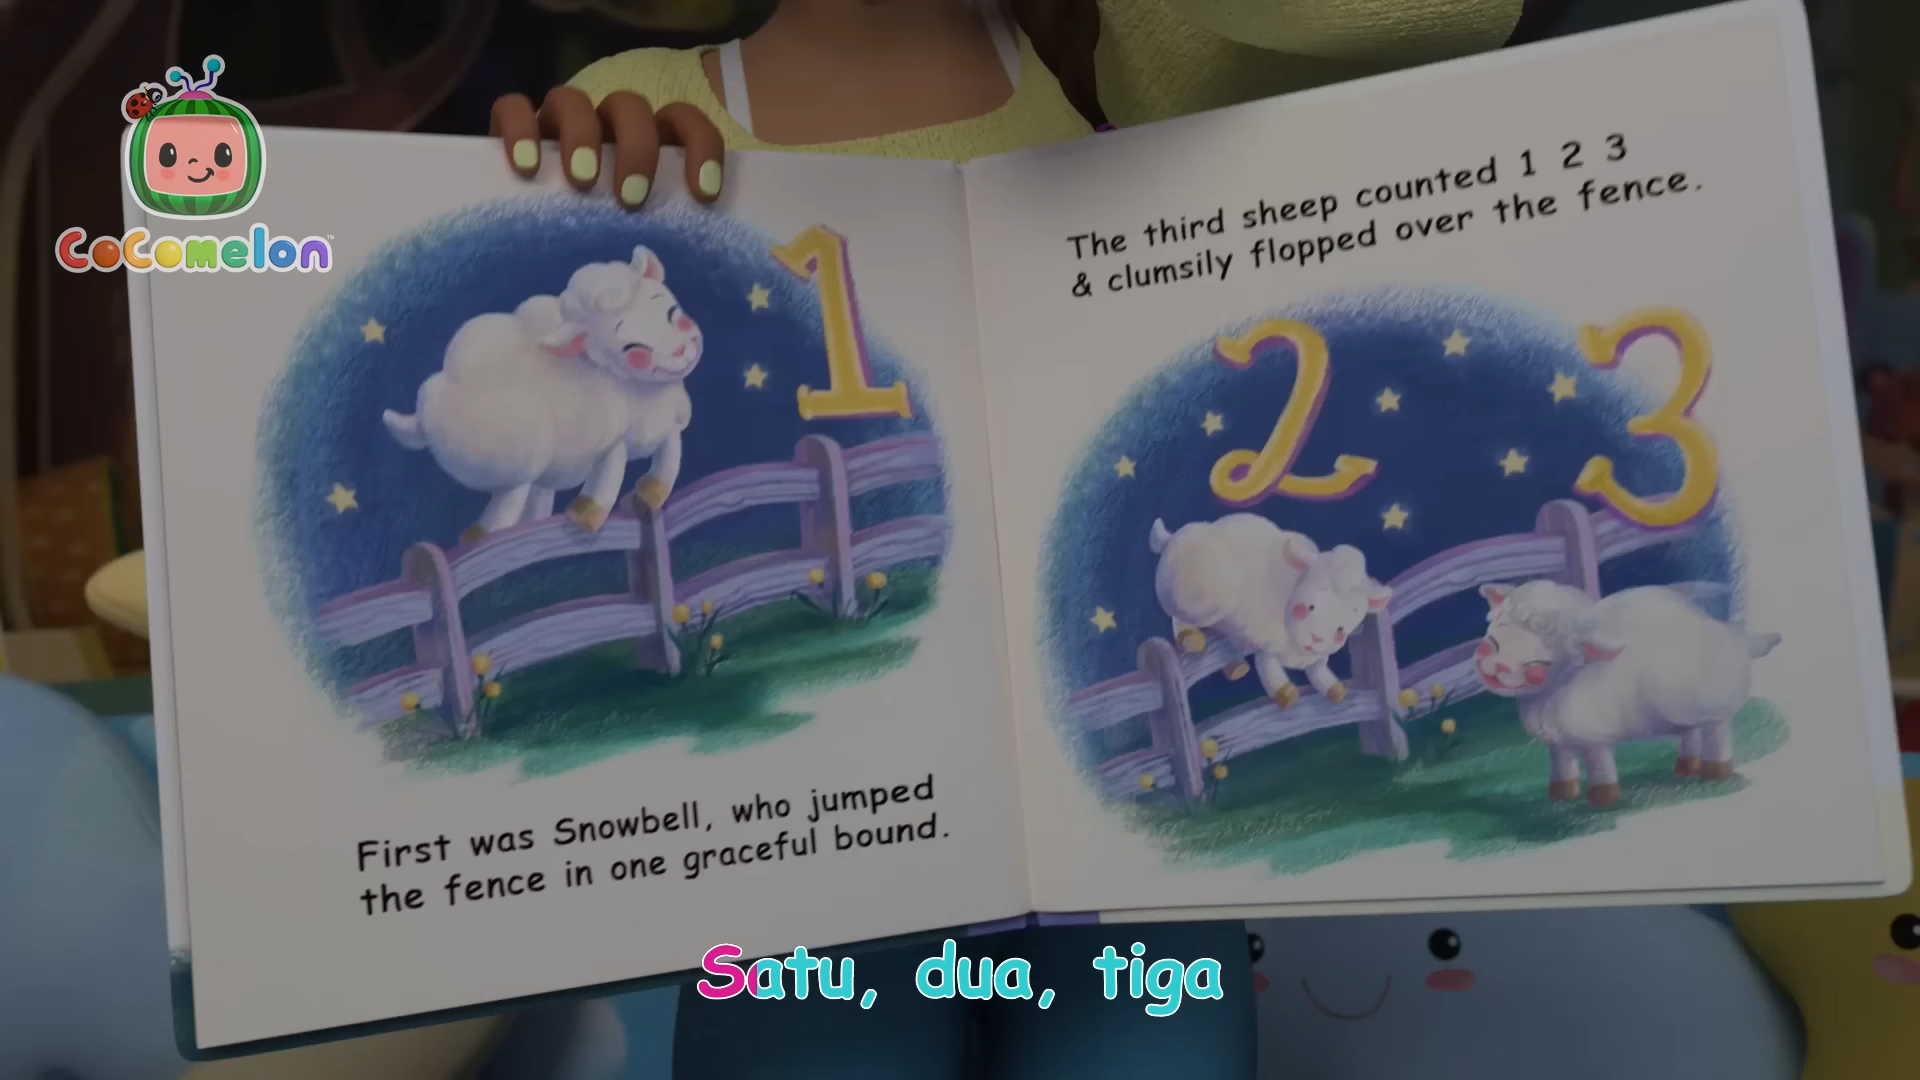 CoComelon
1
First was Snowbell, who jumped
the fence in one graceful bound.
The third sheep counted 1 2 3
& clumsily flopped over the fence.
2 3
Satu, dua, tiga